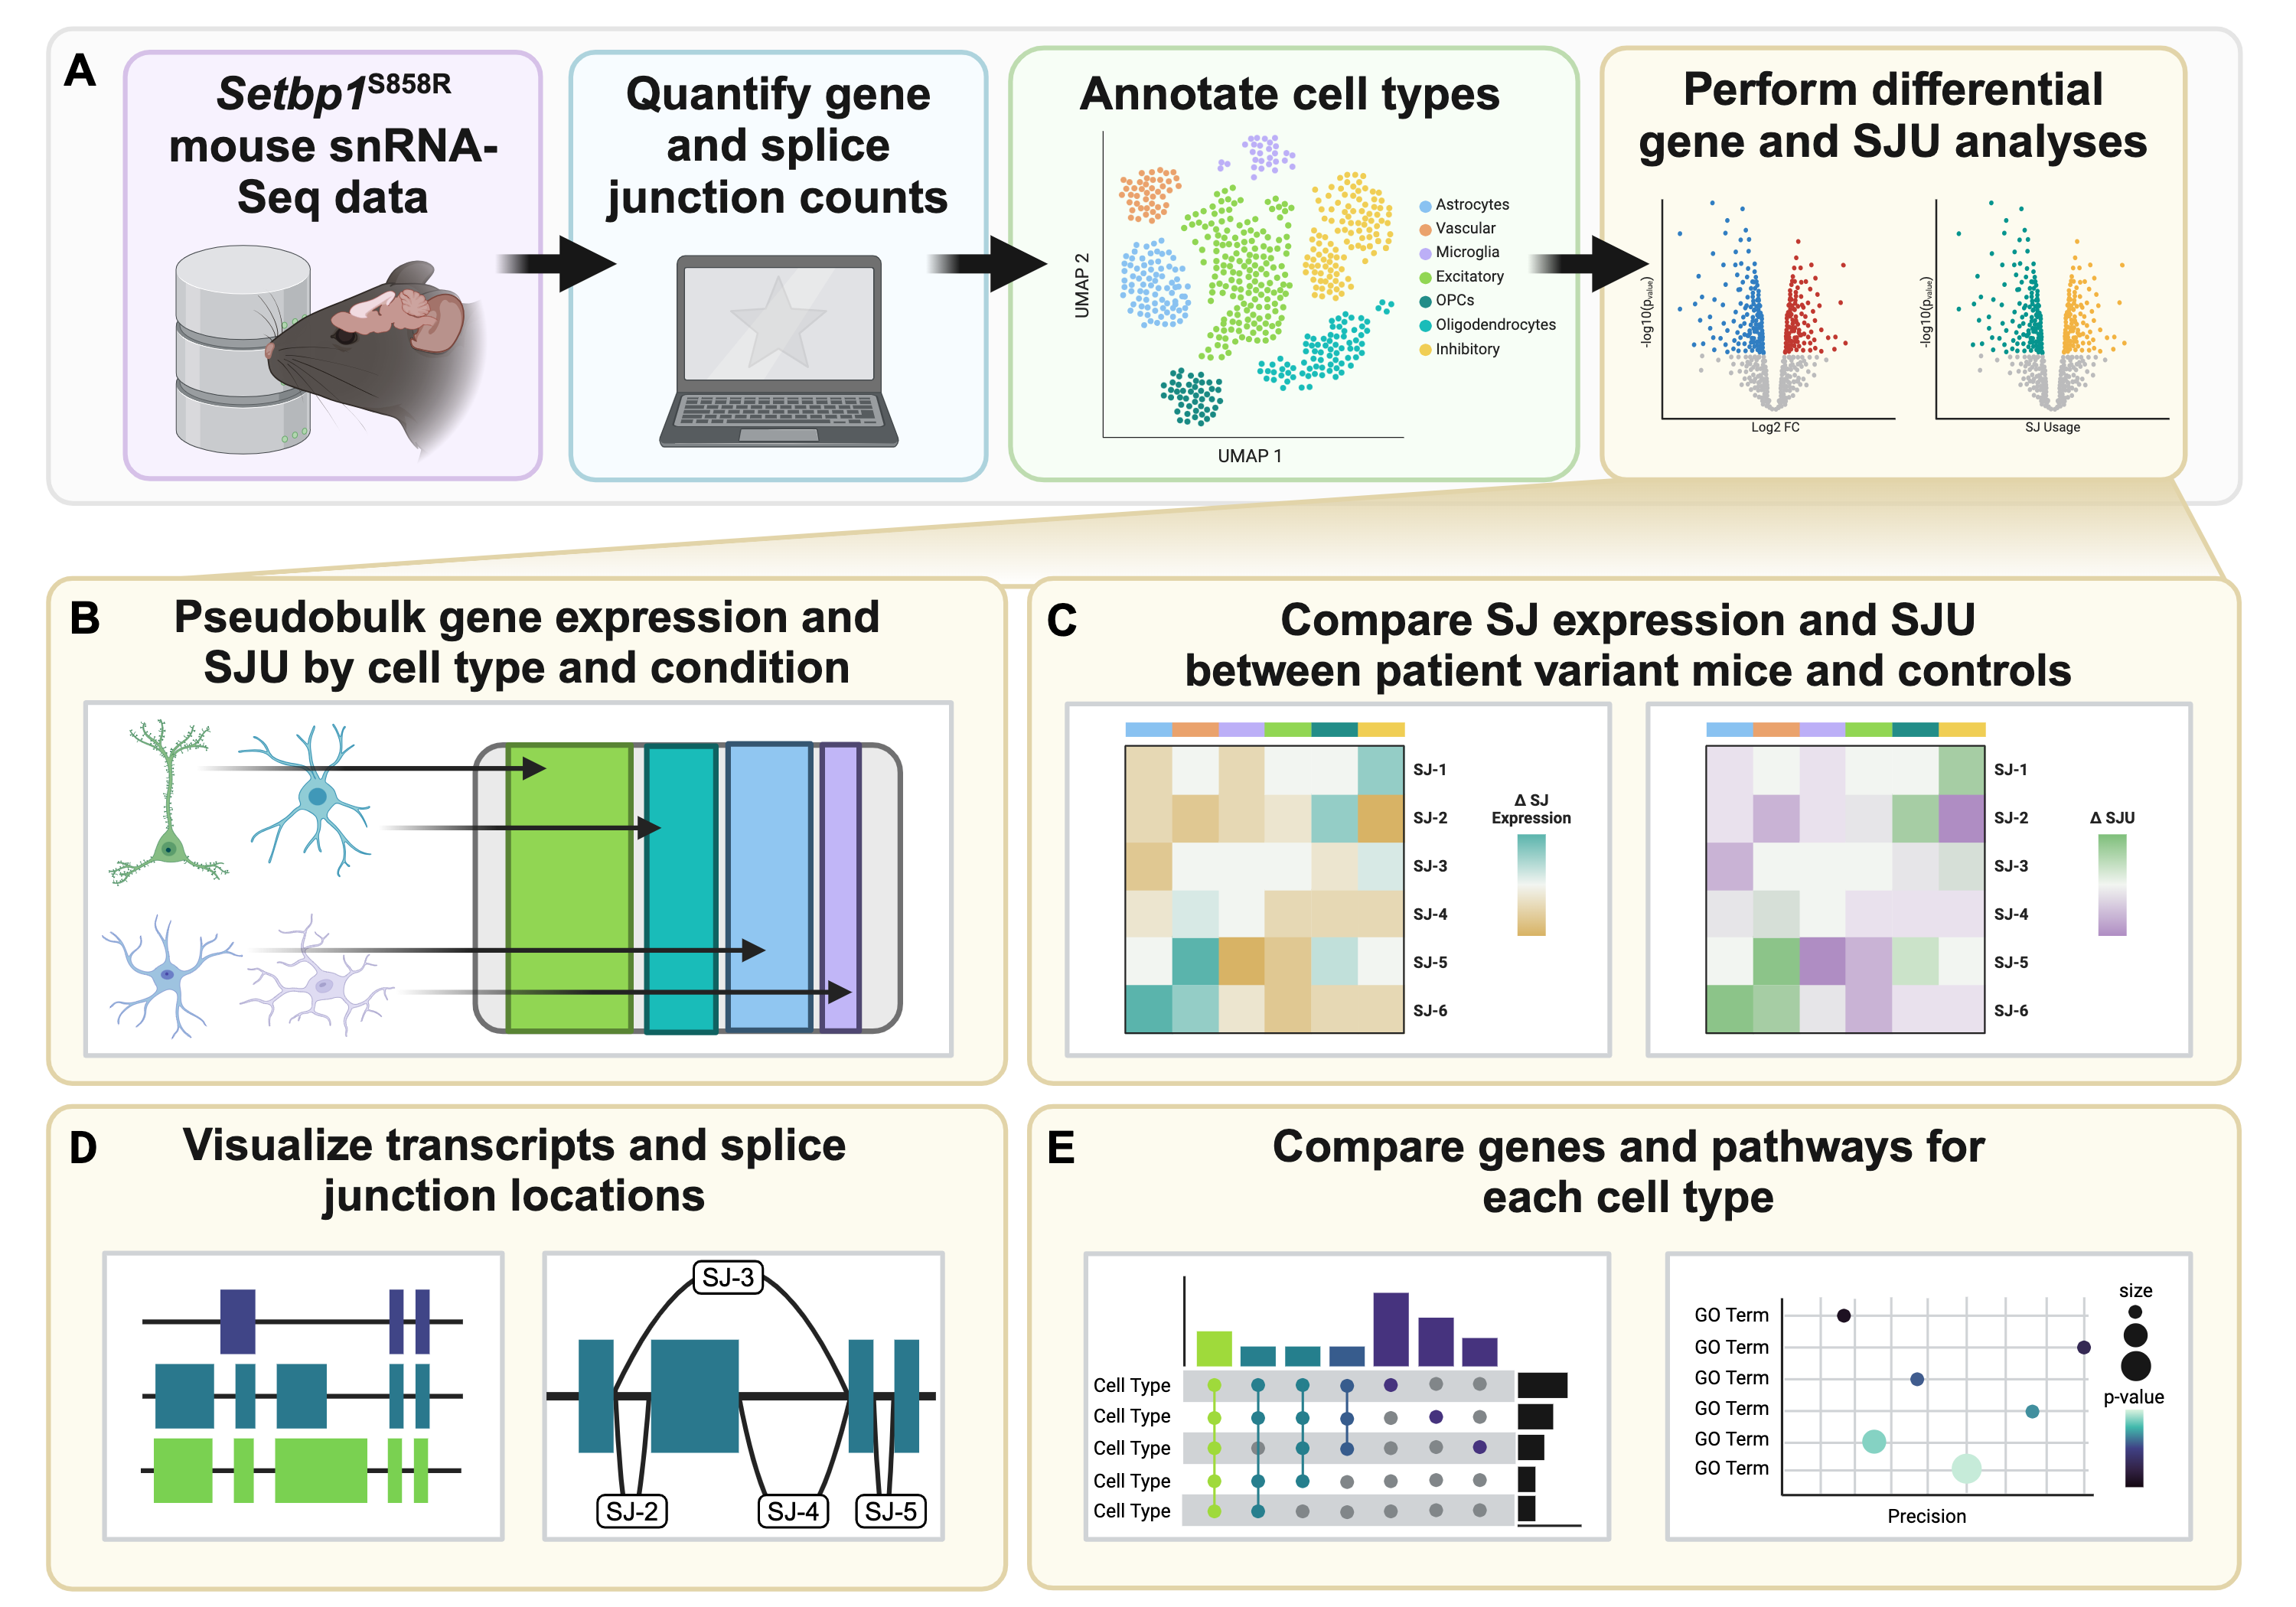 A
Setbp1S858R
mouse snRNA-
Seq data
Quantify gene
and splice
junction counts
Annotate cell types
UMAP 2
UMAP 1
Astrocytes
Vascular
Microglia
Excitatory
OPCs
Oligodendrocytes
Inhibitory
Perform differential
gene and SJU analyses
-log10(pvalue)
Log2 FC
-log10(pvalue)
SJ Usage
B
Pseudobulk gene expression and
SJU by cell type and condition
C
Compare SJ expression and SJU
between patient variant mice and controls
SJ-1
SJ-2
SJ-3
SJ-4
SJ-5
SJ-6
Δ SJ
Expression
SJ-1
SJ-2
SJ-3
SJ-4
SJ-5
SJ-6
Δ SJU
D
Visualize transcripts and splice
junction locations
SJ-3
SJ-2
SJ-4
SJ-5
E
Compare genes and pathways for
each cell type
Cell Type
Cell Type
Cell Type
Cell Type
Cell Type
GO Term
GO Term
GO Term
GO Term
GO Term
GO Term
Precision
size
p-value